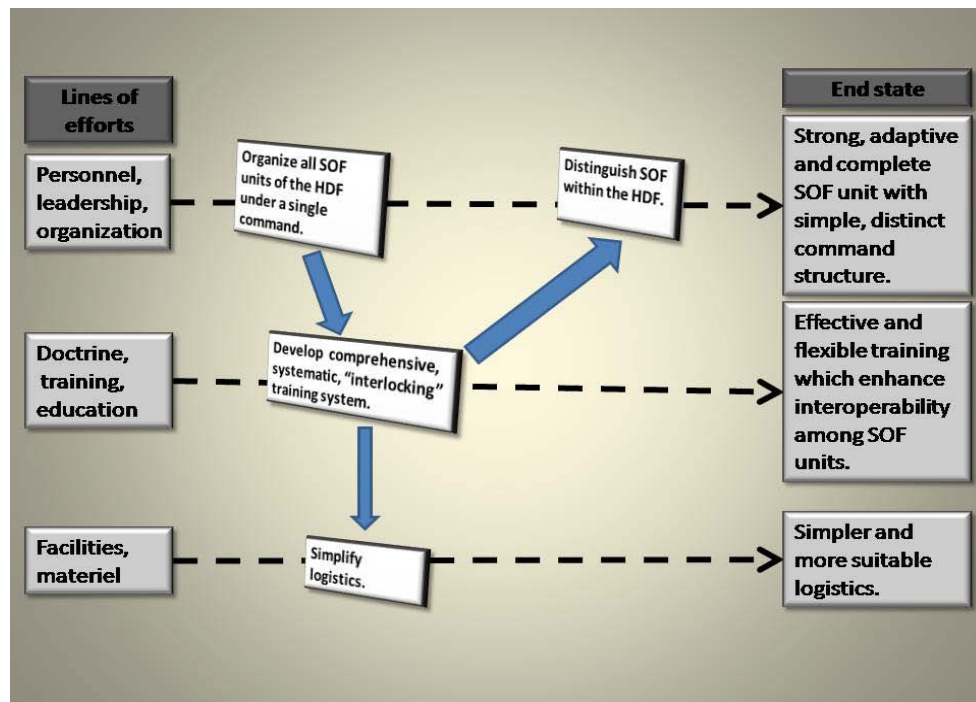 Lines of
efforts
End state
Personnel,
leadership,
organization
Organize all SOF
units of the HDF
under a single
command.
Distinguish SOF
within the HDF.
Strong, adaptive
and complete
SOF unit with
simple, distinct
command
structure.
Doctrine,
training,
education
Develop comprehensive,
systematic, “interlocking”
training system.
Effective and
flexible training
which enhance
interoperability
among SOF
units.
Facilities,
materiel
Simplify
logistics.
Simpler and
more suitable
logistics.